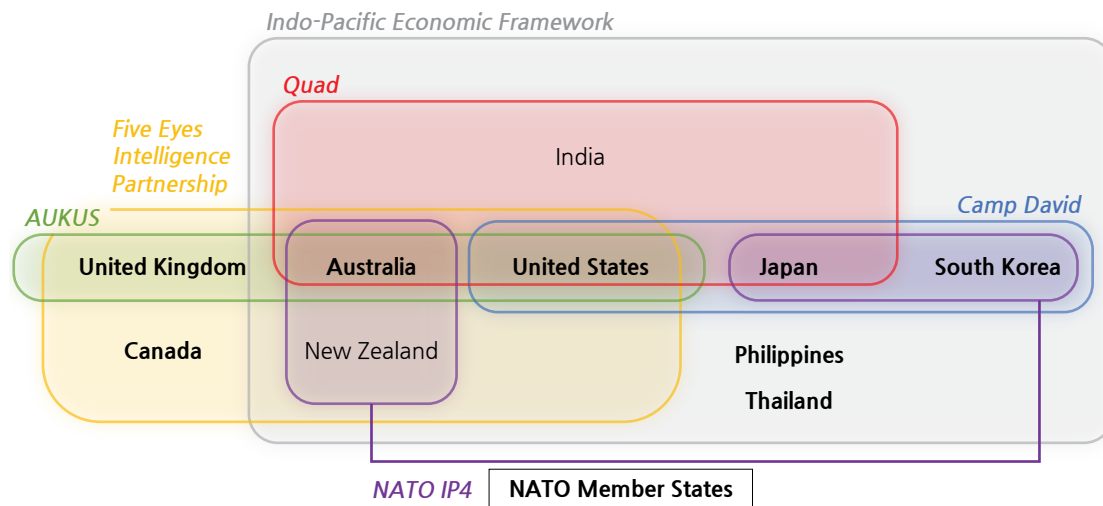 Indo-Pacific Economic Framework
Quad
Five Eyes
Intelligence
Partnership
India
AUKUS
Camp David
United Kingdom
Australia
United States
Japan
South Korea
Canada
New Zealand
Philippines
Thailand
NATO IP4
NATO Member States